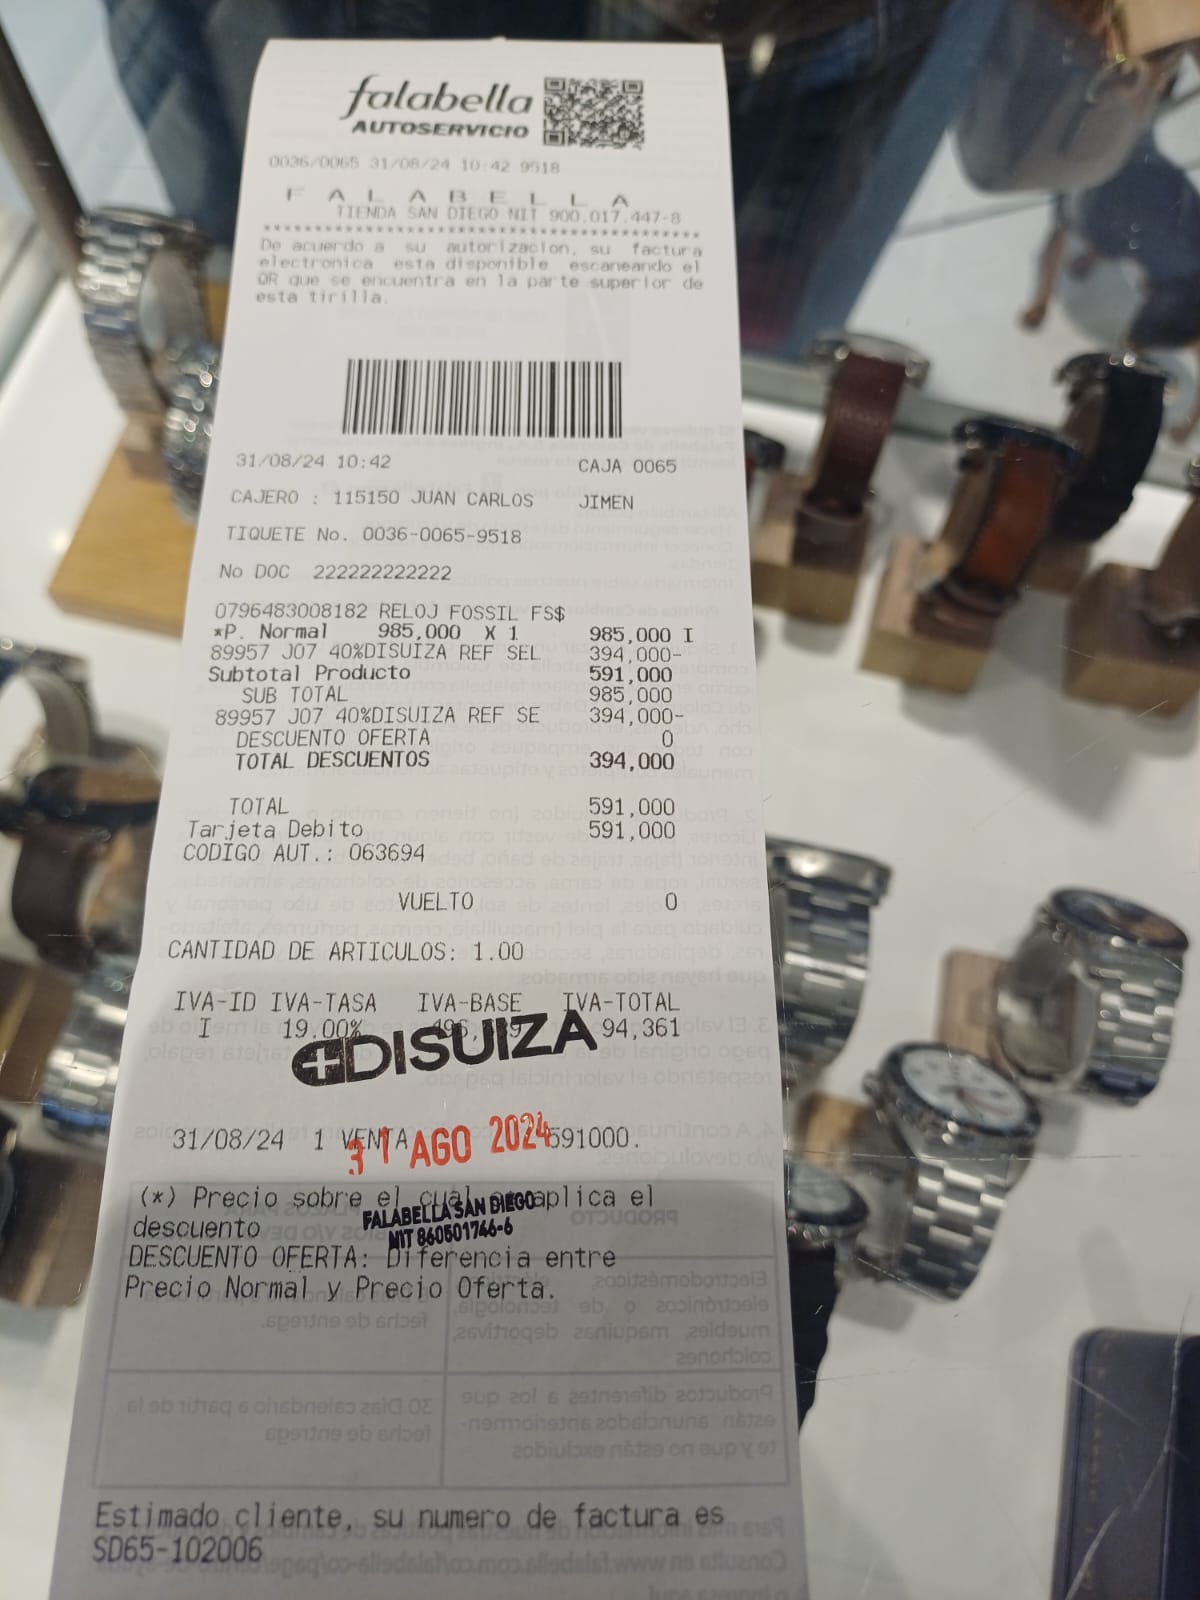 falabella
AUTOSERVICIO
0036/0065 31/08/24 10:42 9518
F A L A B E L L A
TIENDA SAN DIEGO NIT 900.017.447-8
De acuerdo a su autorizacion, su factura
electronica esta disponible escaneando el
QR que se encuentra en la parte superior de
esta tirilla.
31/08/24 10:42 CAJA 0065
CAJERO : 115150 JUAN CARLOS JIMEN
TIQUETE No. 0036-0065-9518
No DOC 222222222222
0796483008182 RELOJ FOSSIL FS$
*P. Normal 985,000 X 1 985,000 I
89957 J07 40%DISUIZA REF SEL 394,000-
Subtotal Producto 591,000
SUB TOTAL 985,000
89957 J07 40%DISUIZA REF SE 394,000-
DESCUENTO OFERTA 0
TOTAL DESCUENTOS 394,000
TOTAL 591,000
Tarjeta Debito 591,000
CODIGO AUT.: 063694
VUELTO 0
CANTIDAD DE ARTICULOS: 1.00
IVA-ID IVA-TASA IVA-BASE IVA-TOTAL
I 19.00% 94,361
DISUIZA
31/08/24 1 VENTA 591000.
31 AGO 2024
(*) Precio sobre el cual aplica el
descuento
FALABELLA SAN DIEGO
NIT 860501746-6
DESCUENTO OFERTA: Diferencia entre
Precio Normal y Precio Oferta.
Estimado cliente, su numero de factura es
SD65-102006